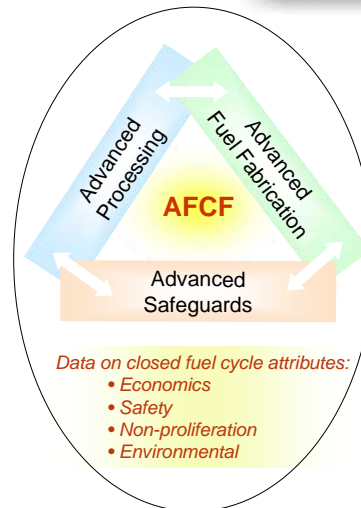 Advanced
Processing
Advanced
Fuel Fabrication
AFCF
Advanced
Safeguards
Data on closed fuel cycle attributes:
• Economics
• Safety
• Non-proliferation
• Environmental